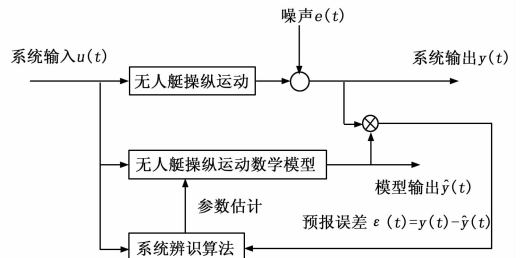 噪声e(t)
系统输入u(t)
系统输出y(t)
无人艇操纵运动
无人艇操纵运动数学模型
模型输出ŷ(t)
参数估计
预报误差 ε (t)=y(t)-ŷ(t)
系统辨识算法